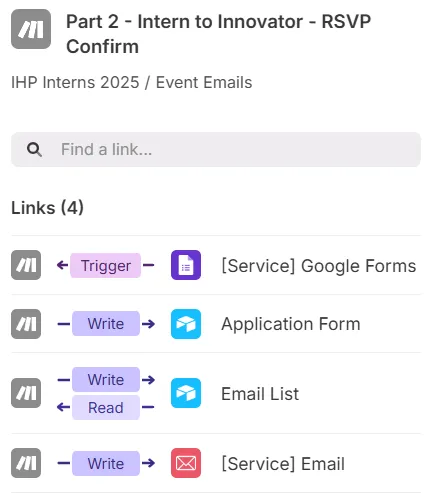 Part 2 - Intern to Innovator - RSVP
Confirm
IHP Interns 2025 / Event Emails
Find a link...
Links (4)
Trigger
[Service] Google Forms
Write
Application Form
Write
Read
Email List
Write
[Service] Email